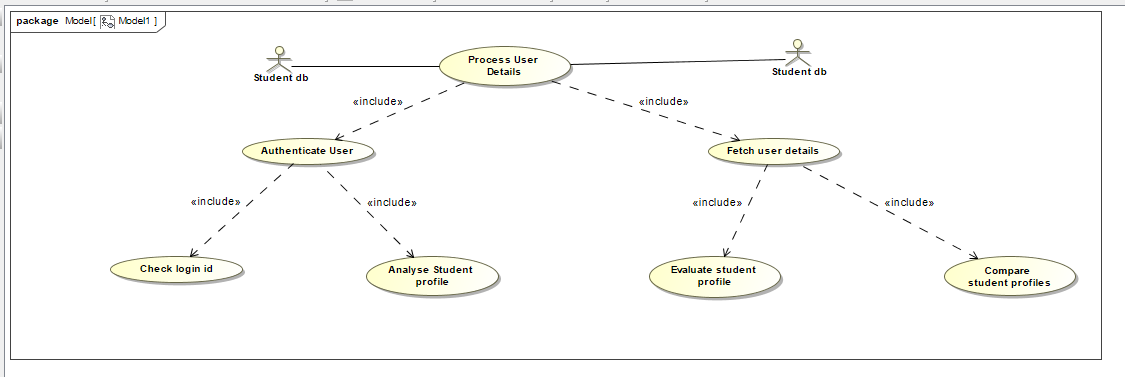 package Model [ Model1 ]
Process User
Details
Student db
Student db
«include»
«include»
Authenticate User
Fetch user details
«include»
«include»
«include»
«include»
Check login id
Analyse Student
profile
Evaluate student
profile
Compare
student profiles